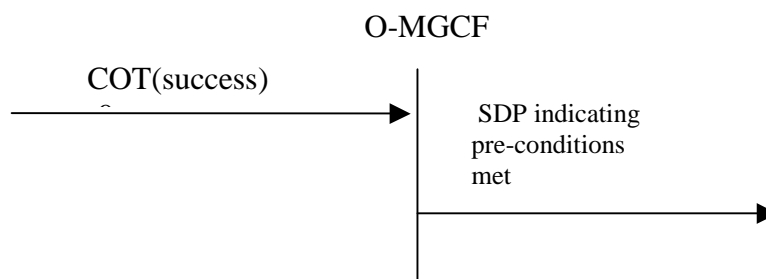 O-MGCF
COT(success)
SDP indicating
pre-conditions
met